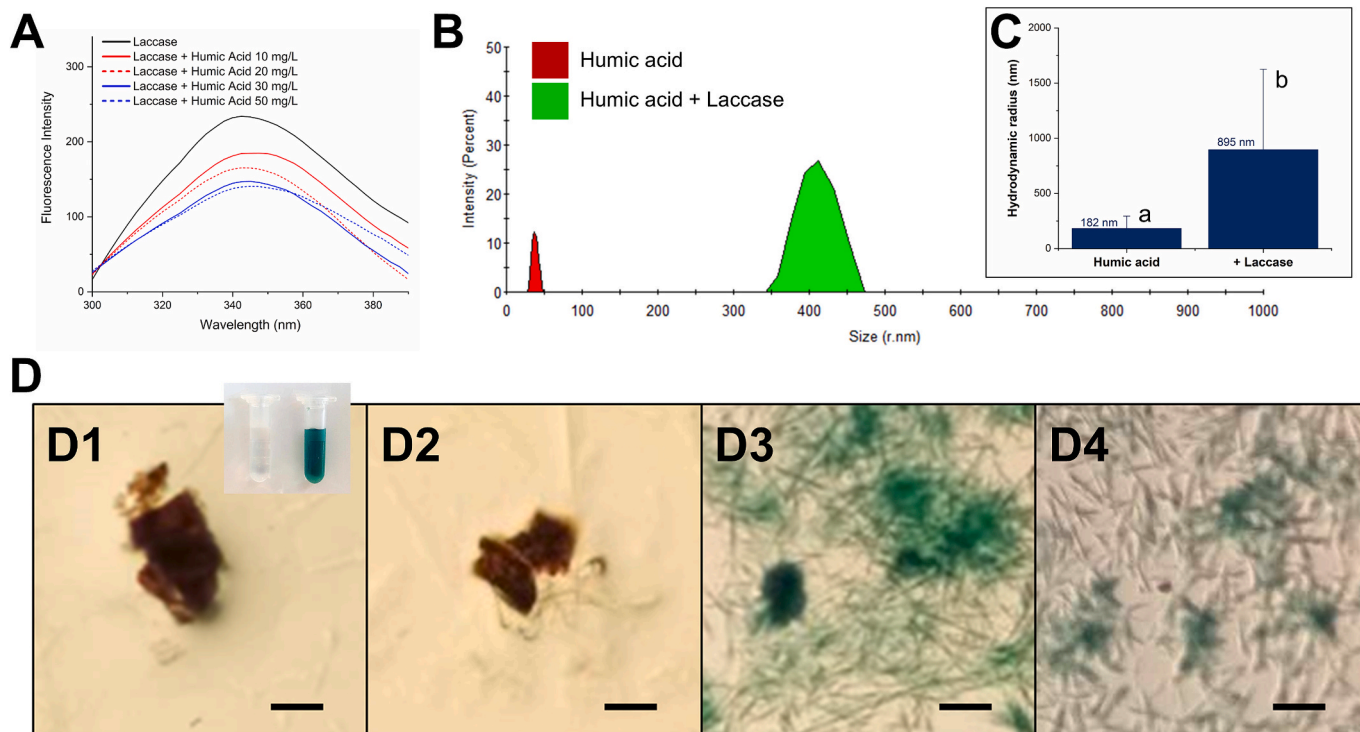 A
Laccase
Laccase + Humic Acid 10 mg/L
Laccase + Humic Acid 20 mg/L
Laccase + Humic Acid 30 mg/L
Laccase + Humic Acid 50 mg/L
300
200
100
0
Fluorescence Intensity
300 320 340 360 380
Wavelength (nm)
B
Humic acid
Humic acid + Laccase
50
40
30
20
10
0
Intensity (Percent)
0 100 200 300 400 500 600 700 800 900 1000
Size (r.nm)
C
2000
1500
1000
500
0
Hydrodynamic radius (nm)
182 nm
a
895 nm
b
Humic acid + Laccase
D
D1
D2
D3
D4